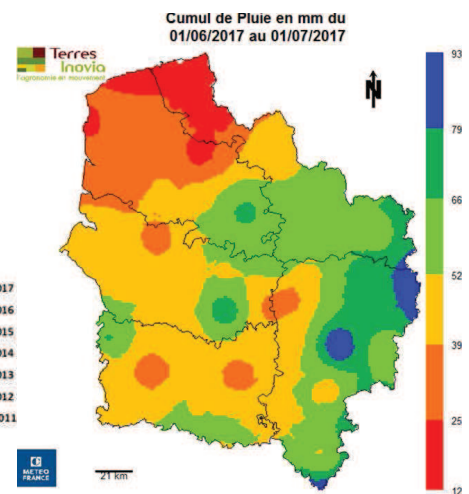 Cumul de Pluie en mm du
01/06/2017 au 01/07/2017
Terres
Inovia
l'agronomie en mouvement
N
93
79
66
52
39
25
12
017
016
015
014
013
012
011
METEO
FRANCE
21 km